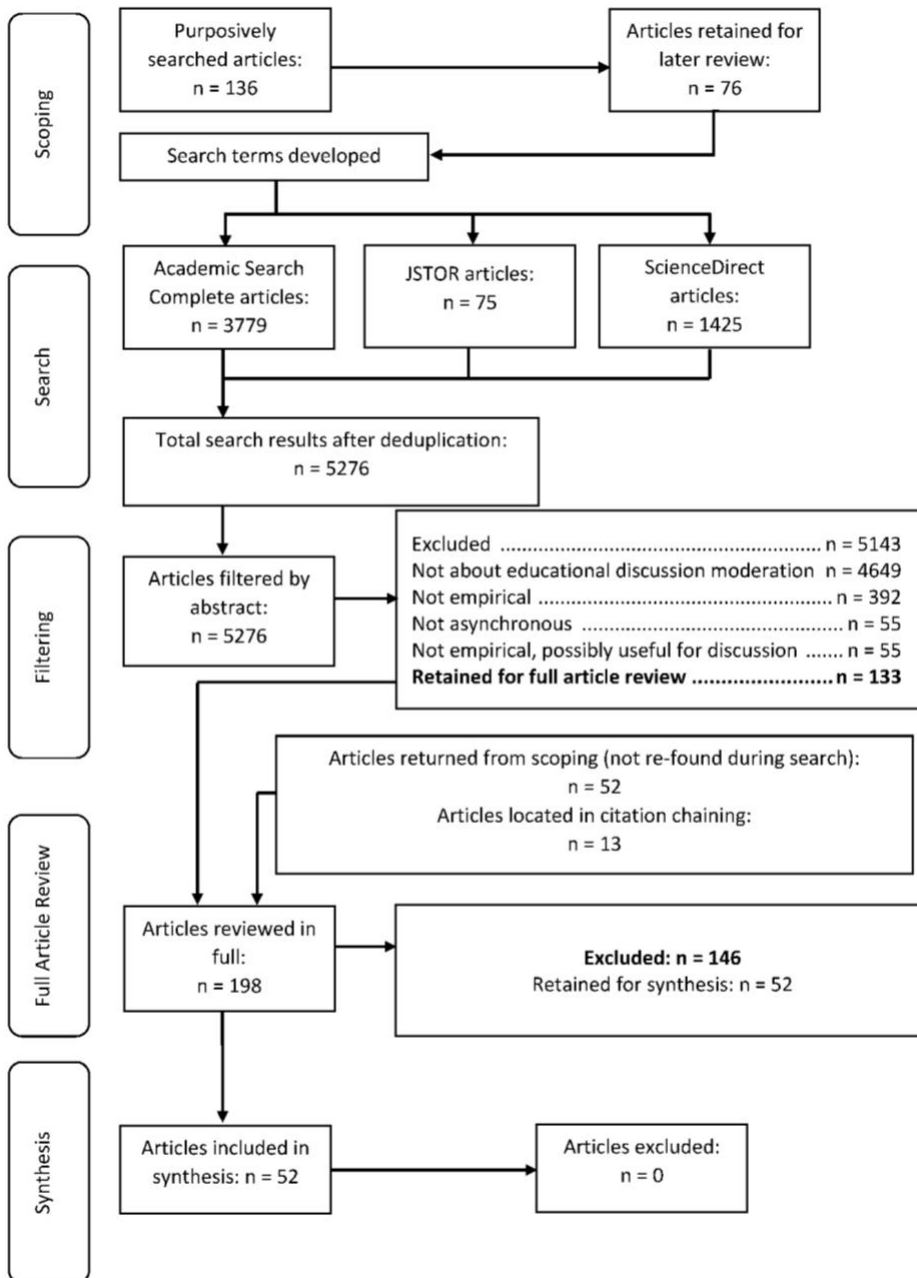 Scoping
Purposively
searched articles:
n = 136
Articles retained for
later review:
n = 76
Search terms developed
Search
Academic Search
Complete articles:
n = 3779
JSTOR articles:
n = 75
ScienceDirect
articles:
n = 1425
Total search results after deduplication:
n = 5276
Filtering
Articles filtered by
abstract:
n = 5276
Excluded ........................................................ n = 5143
Not about educational discussion moderation n = 4649
Not empirical .................................................. n = 392
Not asynchronous ............................................. n = 55
Not empirical, possibly useful for discussion ....... n = 55
Retained for full article review ........................ n = 133
Articles returned from scoping (not re-found during search):
n = 52
Articles located in citation chaining:
n = 13
Full Article Review
Articles reviewed in
full:
n = 198
Excluded: n = 146
Retained for synthesis: n = 52
Synthesis
Articles included in
synthesis: n = 52
Articles excluded:
n = 0